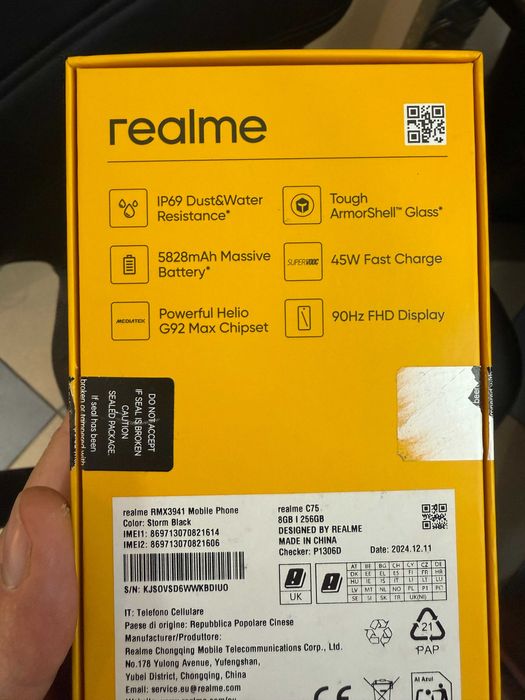 realme
IP69 Dust&Water
Resistance*
Tough
ArmorShell™ Glass*
5828mAh Massive
Battery*
SUPERVOOC
45W Fast Charge
MEDIATEK
Powerful Helio
G92 Max Chipset
90Hz FHD Display
DO NOT ACCEPT
IF SEAL IS BROKEN
CAUTION
SEALED PACKAGE.
If seal has been
broken or tampered with
realme RMX3941 Mobile Phone
Color: Storm Black
IMEI1: 869713070821614
IMEI2: 869713070821606
S/N: KJSOVSD6WWKBDIUO
realme C75
8GB | 256GB
DESIGNED BY REALME
MADE IN CHINA
Checker: P1306D
Date: 2024.12.11
UK
AT BE BG CH CY CZ DE
DK EE EL ES FI FR HR
HU IE IS IT LI LT LU
LV MT NL NO PL PT
SE SI SK TR UK(NI)
IT: Telefono Cellulare
Paese di origine: Repubblica Popolare Cinese
Manufacturer/Produttore:
Realme Chongqing Mobile Telecommunications Corp., Ltd.
No.178 Yulong Avenue, Yufengshan,
Yubei District, Chongqing, China
Email: service.eu@realme.com
21
PAP
CE
Al Azul